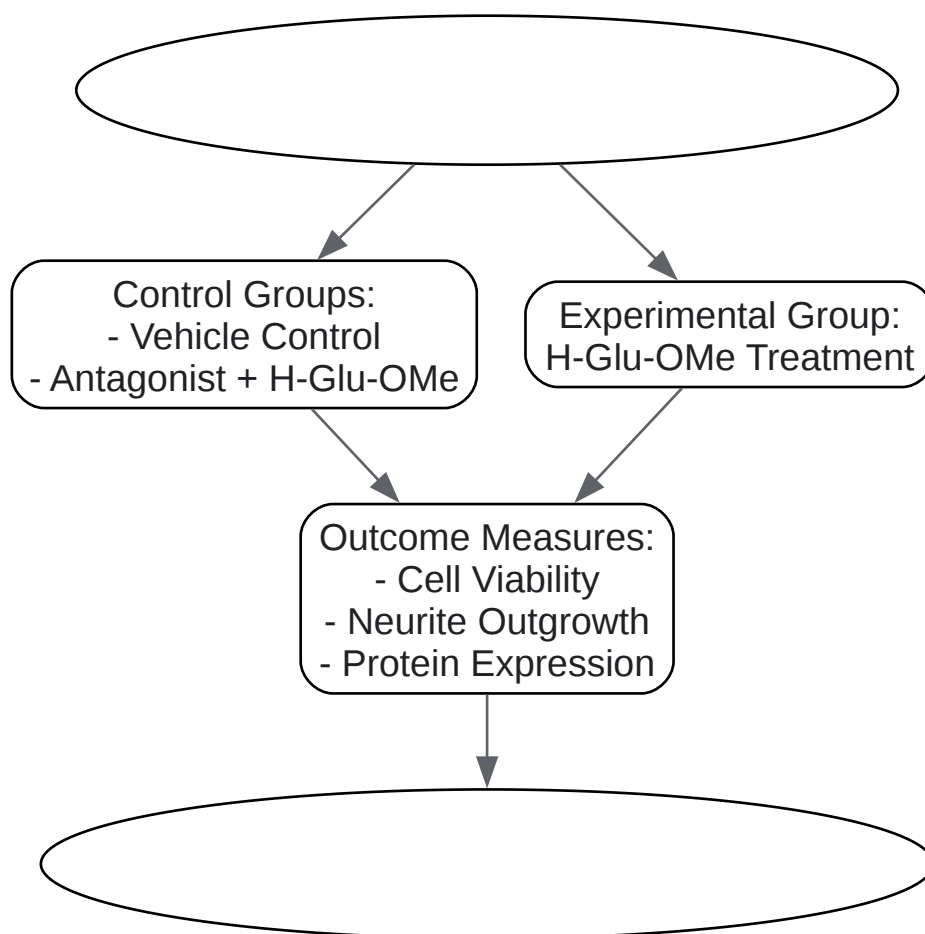 Control Groups:
- Vehicle Control
- Antagonist + H-Glu-OMe
Experimental Group:
H-Glu-OMe Treatment
Outcome Measures:
- Cell Viability
- Neurite Outgrowth
- Protein Expression